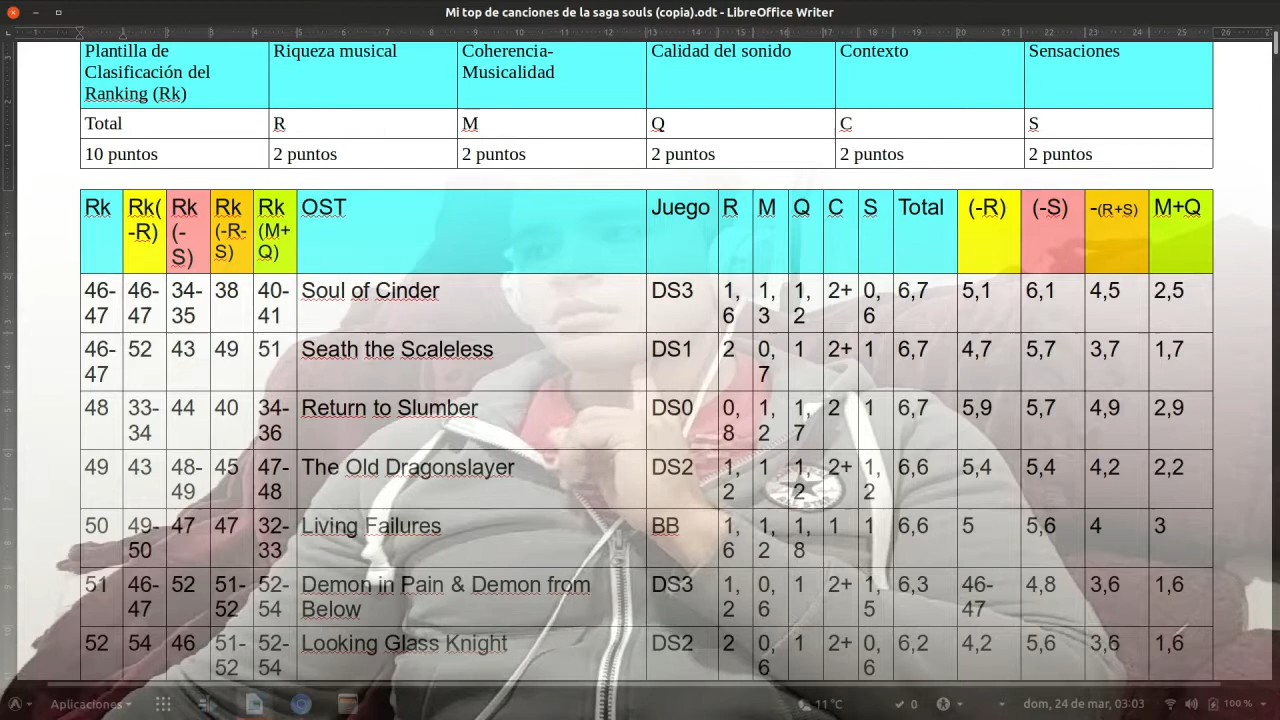 Mi top de canciones de la saga souls (copia).odt - LibreOffice Writer
Plantilla de Clasificación del Ranking (Rk) Riqueza musical Coherencia-Musicalidad Calidad del sonido Contexto Sensaciones
Total R M Q C S
10 puntos 2 puntos 2 puntos 2 puntos 2 puntos 2 puntos
Rk Rk(-R) Rk (-S) Rk (-R-S) Rk (M+Q) OST Juego R M Q C S Total (-R) (-S) -(R+S) M+Q
46-47 46-47 34-35 38 40-41 Soul of Cinder DS3 1,6 1,3 1,2 2+ 0,6 6,7 5,1 6,1 4,5 2,5
46-47 52 43 49 51 Seath the Scaleless DS1 2 0,7 1 2+ 1 6,7 4,7 5,7 3,7 1,7
48 33-34 44 40 34-36 Return to Slumber DS0 0,8 1,2 1,7 2 1 6,7 5,9 5,7 4,9 2,9
49 43 48-49 45 47-48 The Old Dragonslayer DS2 1,2 1 1,2 2+ 1,2 6,6 5,4 5,4 4,2 2,2
50 49-50 47 47 32-33 Living Failures BB 1,6 1,2 1,8 1 1 6,6 5 5,6 4 3
51 46-47 52 51-52 52-54 Demon in Pain & Demon from Below DS3 1,2 0,6 1 2+ 1,5 6,3 46-47 4,8 3,6 1,6
52 54 46 51-52 52-54 Looking Glass Knight DS2 2 0,6 1 2+ 0,6 6,2 4,2 5,6 3,6 1,6
Aplicaciones 11 °C 0 dom, 24 de mar, 03:03 100 %